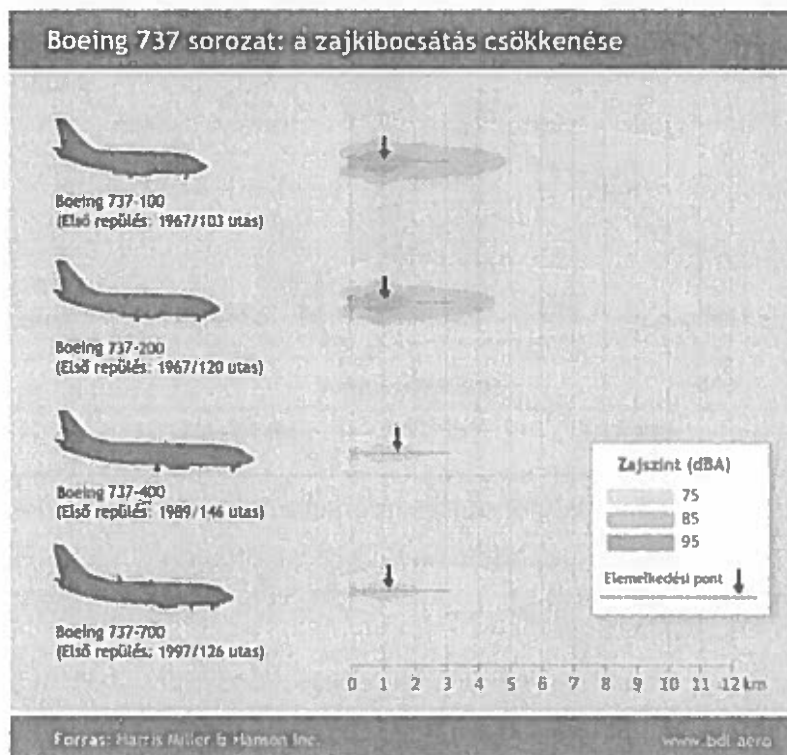 Boeing 737 sorozat: a zajkibocsátás csökkenése
Boeing 737-100
(Első repülés: 1967/103 utas)
Boeing 737-200
(Első repülés: 1967/120 utas)
Boeing 737-400
(Első repülés: 1989/146 utas)
Boeing 737-700
(Első repülés: 1997/126 utas)
Zajszint (dBA)
75
85
95
Elemelkedési pont
0 1 2 3 4 5 6 7 8 9 10 11 12 km
Forrás: Harris Miller & Hanson Inc.
www.bdl.aero